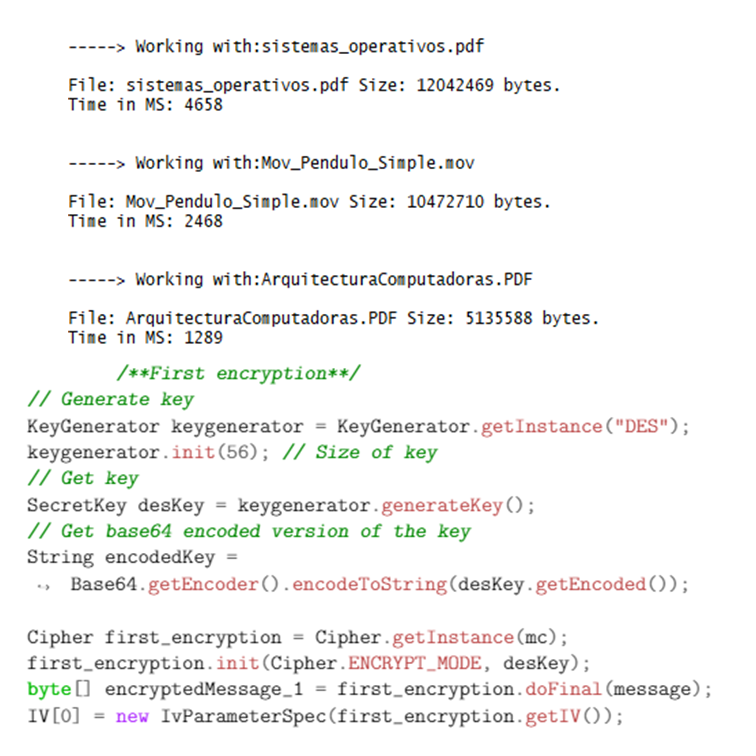 -----> Working with:sistemas_operativos.pdf
File: sistemas_operativos.pdf Size: 12042469 bytes.
Time in MS: 4658
-----> Working with:Mov_Pendulo_Simple.mov
File: Mov_Pendulo_Simple.mov Size: 10472710 bytes.
Time in MS: 2468
-----> Working with:ArquitecturaComputadoras.PDF
File: ArquitecturaComputadoras.PDF Size: 5135588 bytes.
Time in MS: 1289
/**First encryption**/
// Generate key
KeyGenerator keygenerator = KeyGenerator.getInstance("DES");
keygenerator.init(56); // Size of key
// Get key
SecretKey desKey = keygenerator.generateKey();
// Get base64 encoded version of the key
String encodedKey =
↪ Base64.getEncoder().encodeToString(desKey.getEncoded());
Cipher first_encryption = Cipher.getInstance(mc);
first_encryption.init(Cipher.ENCRYPT_MODE, desKey);
byte[] encryptedMessage_1 = first_encryption.doFinal(message);
IV[0] = new IvParameterSpec(first_encryption.getIV());